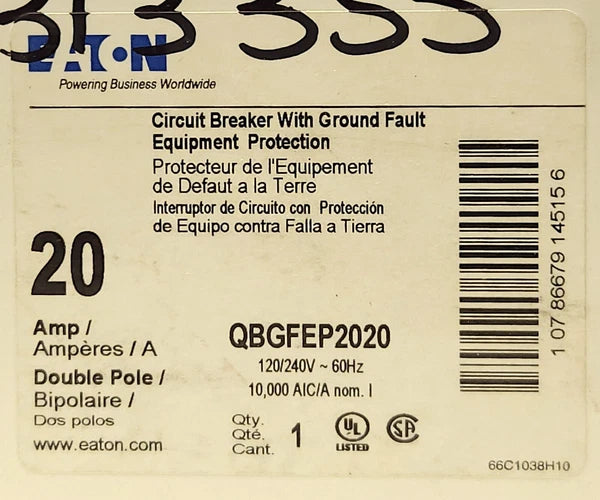 EATON
Powering Business Worldwide
Circuit Breaker With Ground Fault
Equipment Protection
Protecteur de l'Equipement
de Defaut a la Terre
Interruptor de Circuito con Protección
de Equipo contra Falla a Tierra
20
Amp /
Ampères / A
Double Pole /
Bipolaire /
Dos polos
www.eaton.com
QBGFEP2020
120/240V ~ 60Hz
10,000 AIC/A nom. I
Qty.
Qté.
Cant.
1
UL
LISTED
SA
1 07 86679 14515 6
66C1038H10